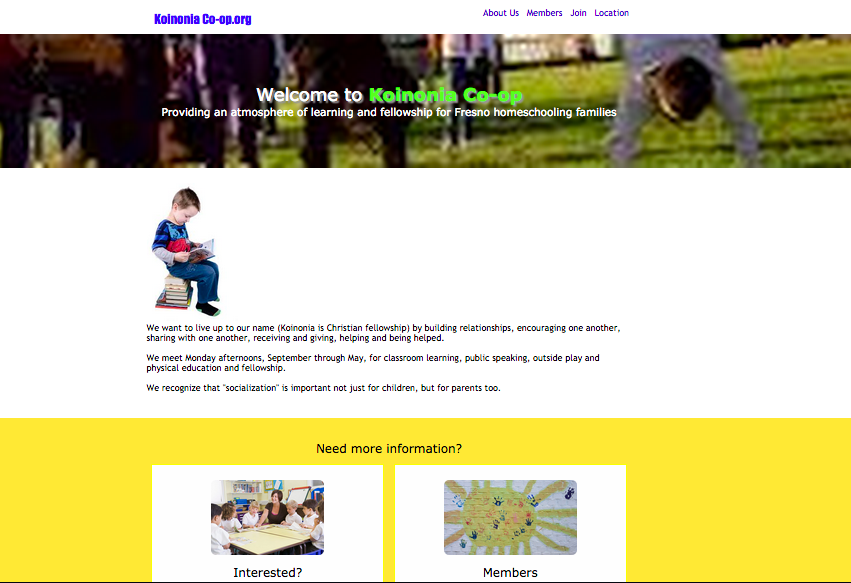 Koinonia Co-op.org
About Us Members Join Location
Welcome to Koinonia Co-op
Providing an atmosphere of learning and fellowship for Fresno homeschooling families
We want to live up to our name (Koinonia is Christian fellowship) by building relationships, encouraging one another,
sharing with one another, receiving and giving, helping and being helped.
We meet Monday afternoons, September through May, for classroom learning, public speaking, outside play and
physical education and fellowship.
We recognize that "socialization" is important not just for children, but for parents too.
Need more information?
Interested?
Members